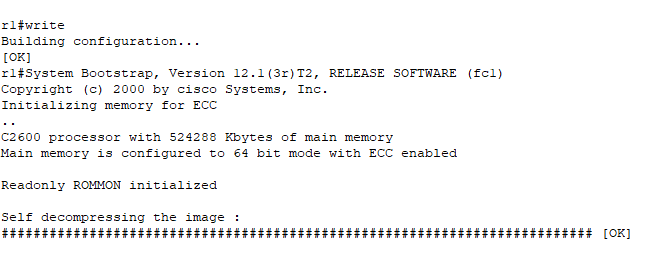 r1#write
Building configuration...
[OK]
r1#System Bootstrap, Version 12.1(3r)T2, RELEASE SOFTWARE (fc1)
Copyright (c) 2000 by cisco Systems, Inc.
Initializing memory for ECC
..
C2600 processor with 524288 Kbytes of main memory
Main memory is configured to 64 bit mode with ECC enabled
Readonly ROMMON initialized
Self decompressing the image :
########################################################################## [OK]